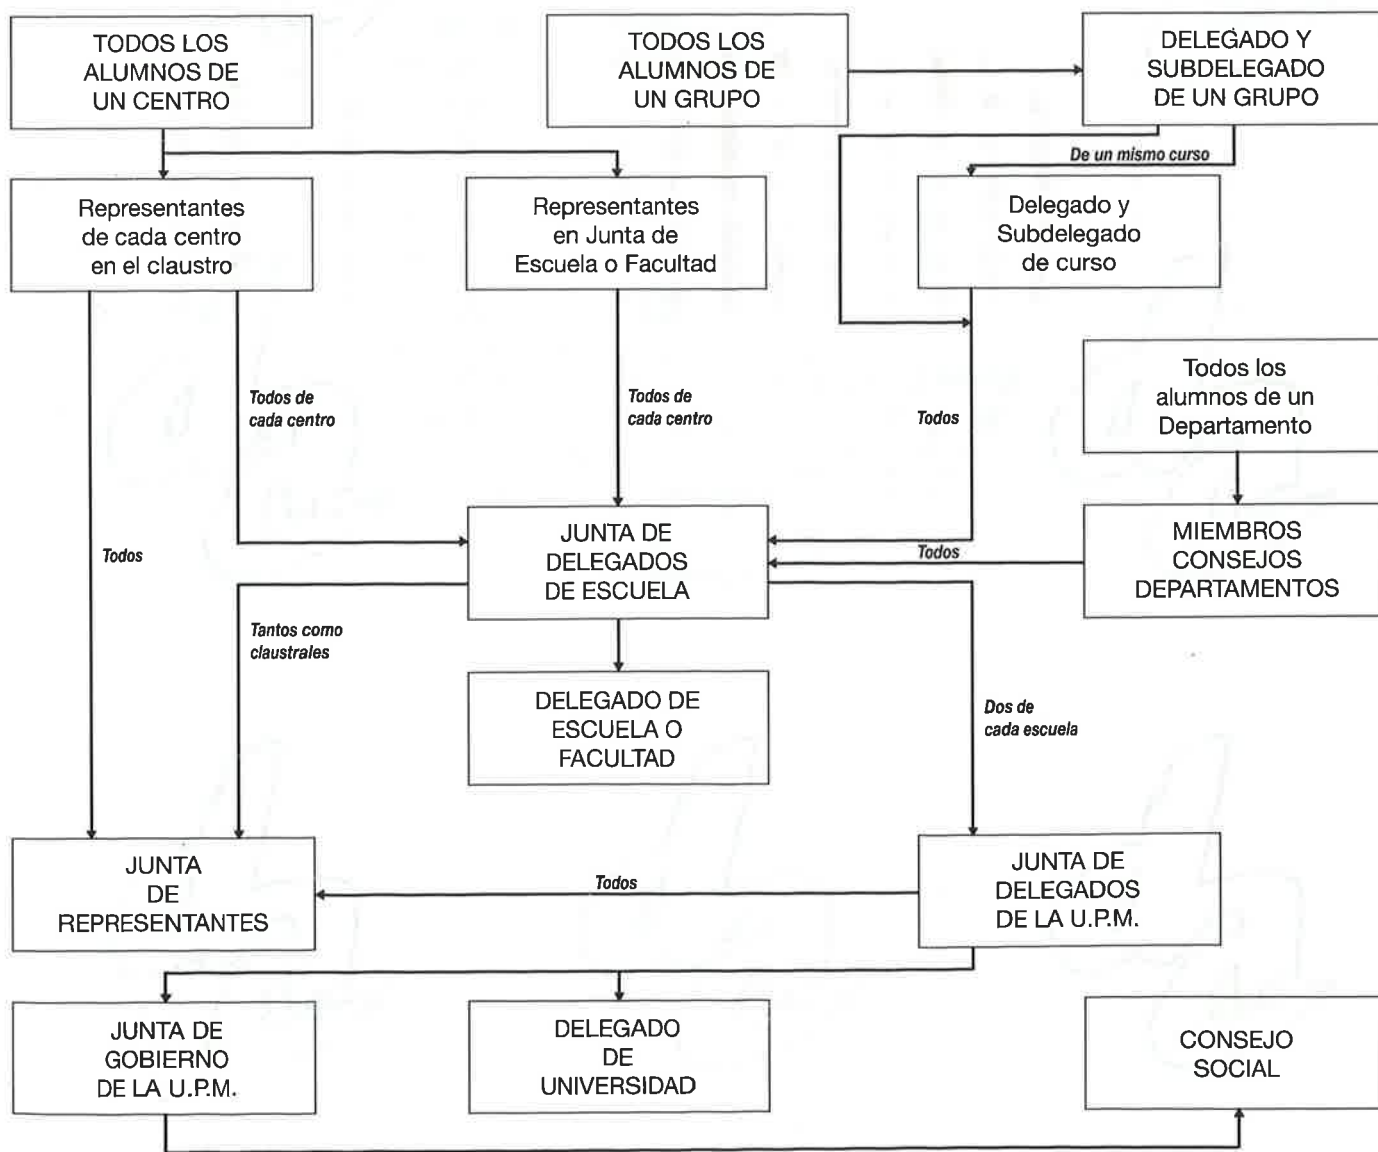 TODOS LOS
ALUMNOS DE
UN CENTRO
TODOS LOS
ALUMNOS DE
UN GRUPO
DELEGADO Y
SUBDELEGADO
DE UN GRUPO
De un mismo curso
Representantes
de cada centro
en el claustro
Representantes
en Junta de
Escuela o Facultad
Delegado y
Subdelegado
de curso
Todos los
alumnos de un
Departamento
Todos de
cada centro
Todos de
cada centro
Todos
Todos
JUNTA DE
DELEGADOS
DE ESCUELA
Todos
MIEMBROS
CONSEJOS
DEPARTAMENTOS
Tantos como
claustrales
DELEGADO DE
ESCUELA O
FACULTAD
Dos de
cada escuela
JUNTA
DE
REPRESENTANTES
Todos
JUNTA DE
DELEGADOS
DE LA U.P.M.
JUNTA DE
GOBIERNO
DE LA U.P.M.
DELEGADO
DE
UNIVERSIDAD
CONSEJO
SOCIAL